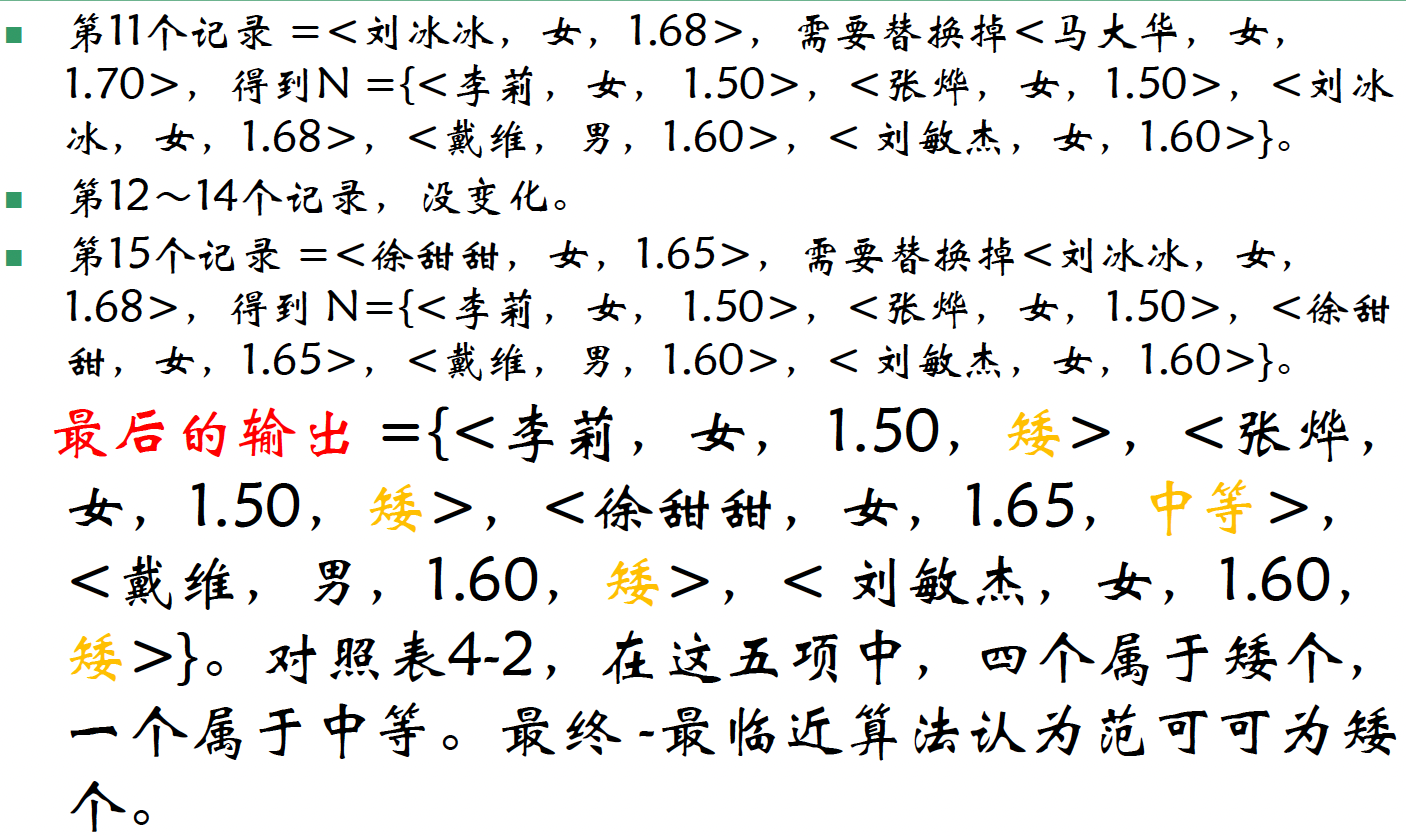 ■ 第11个记录 =<刘冰冰，女，1.68>，需要替换掉<马大华，女，
1.70>，得到N ={<李莉，女，1.50>，<张烨，女，1.50>，<刘冰
冰，女，1.68>，<戴维，男，1.60>，< 刘敏杰，女，1.60>}。
■ 第12～14个记录，没变化。
■ 第15个记录 =<徐甜甜，女，1.65>，需要替换掉<刘冰冰，女，
1.68>，得到 N={<李莉，女，1.50>，<张烨，女，1.50>，<徐甜
甜，女，1.65>，<戴维，男，1.60>，< 刘敏杰，女，1.60>}。
最后的输出 ={<李莉，女，1.50，矮>，<张烨，
女，1.50，矮>，<徐甜甜，女，1.65，中等>，
<戴维，男，1.60，矮>，< 刘敏杰，女，1.60，
矮>}。对照表4-2，在这五项中，四个属于矮个，
一个属于中等。最终 -最临近算法认为范可可为矮
个。